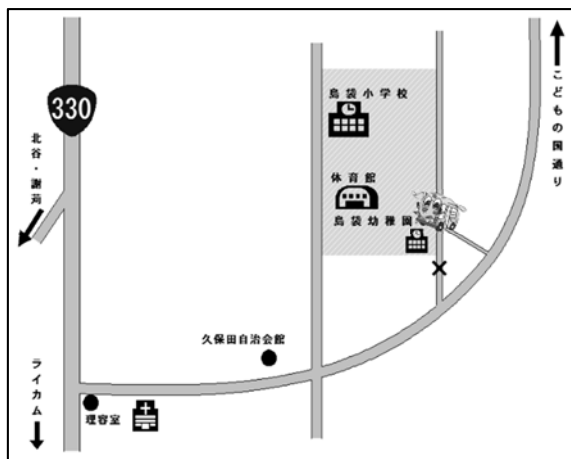 島袋小学校
330
こどもの国通り
北谷・謝苅
体育館
島袋幼稚園
久保田自治会館
ライカム
理容室